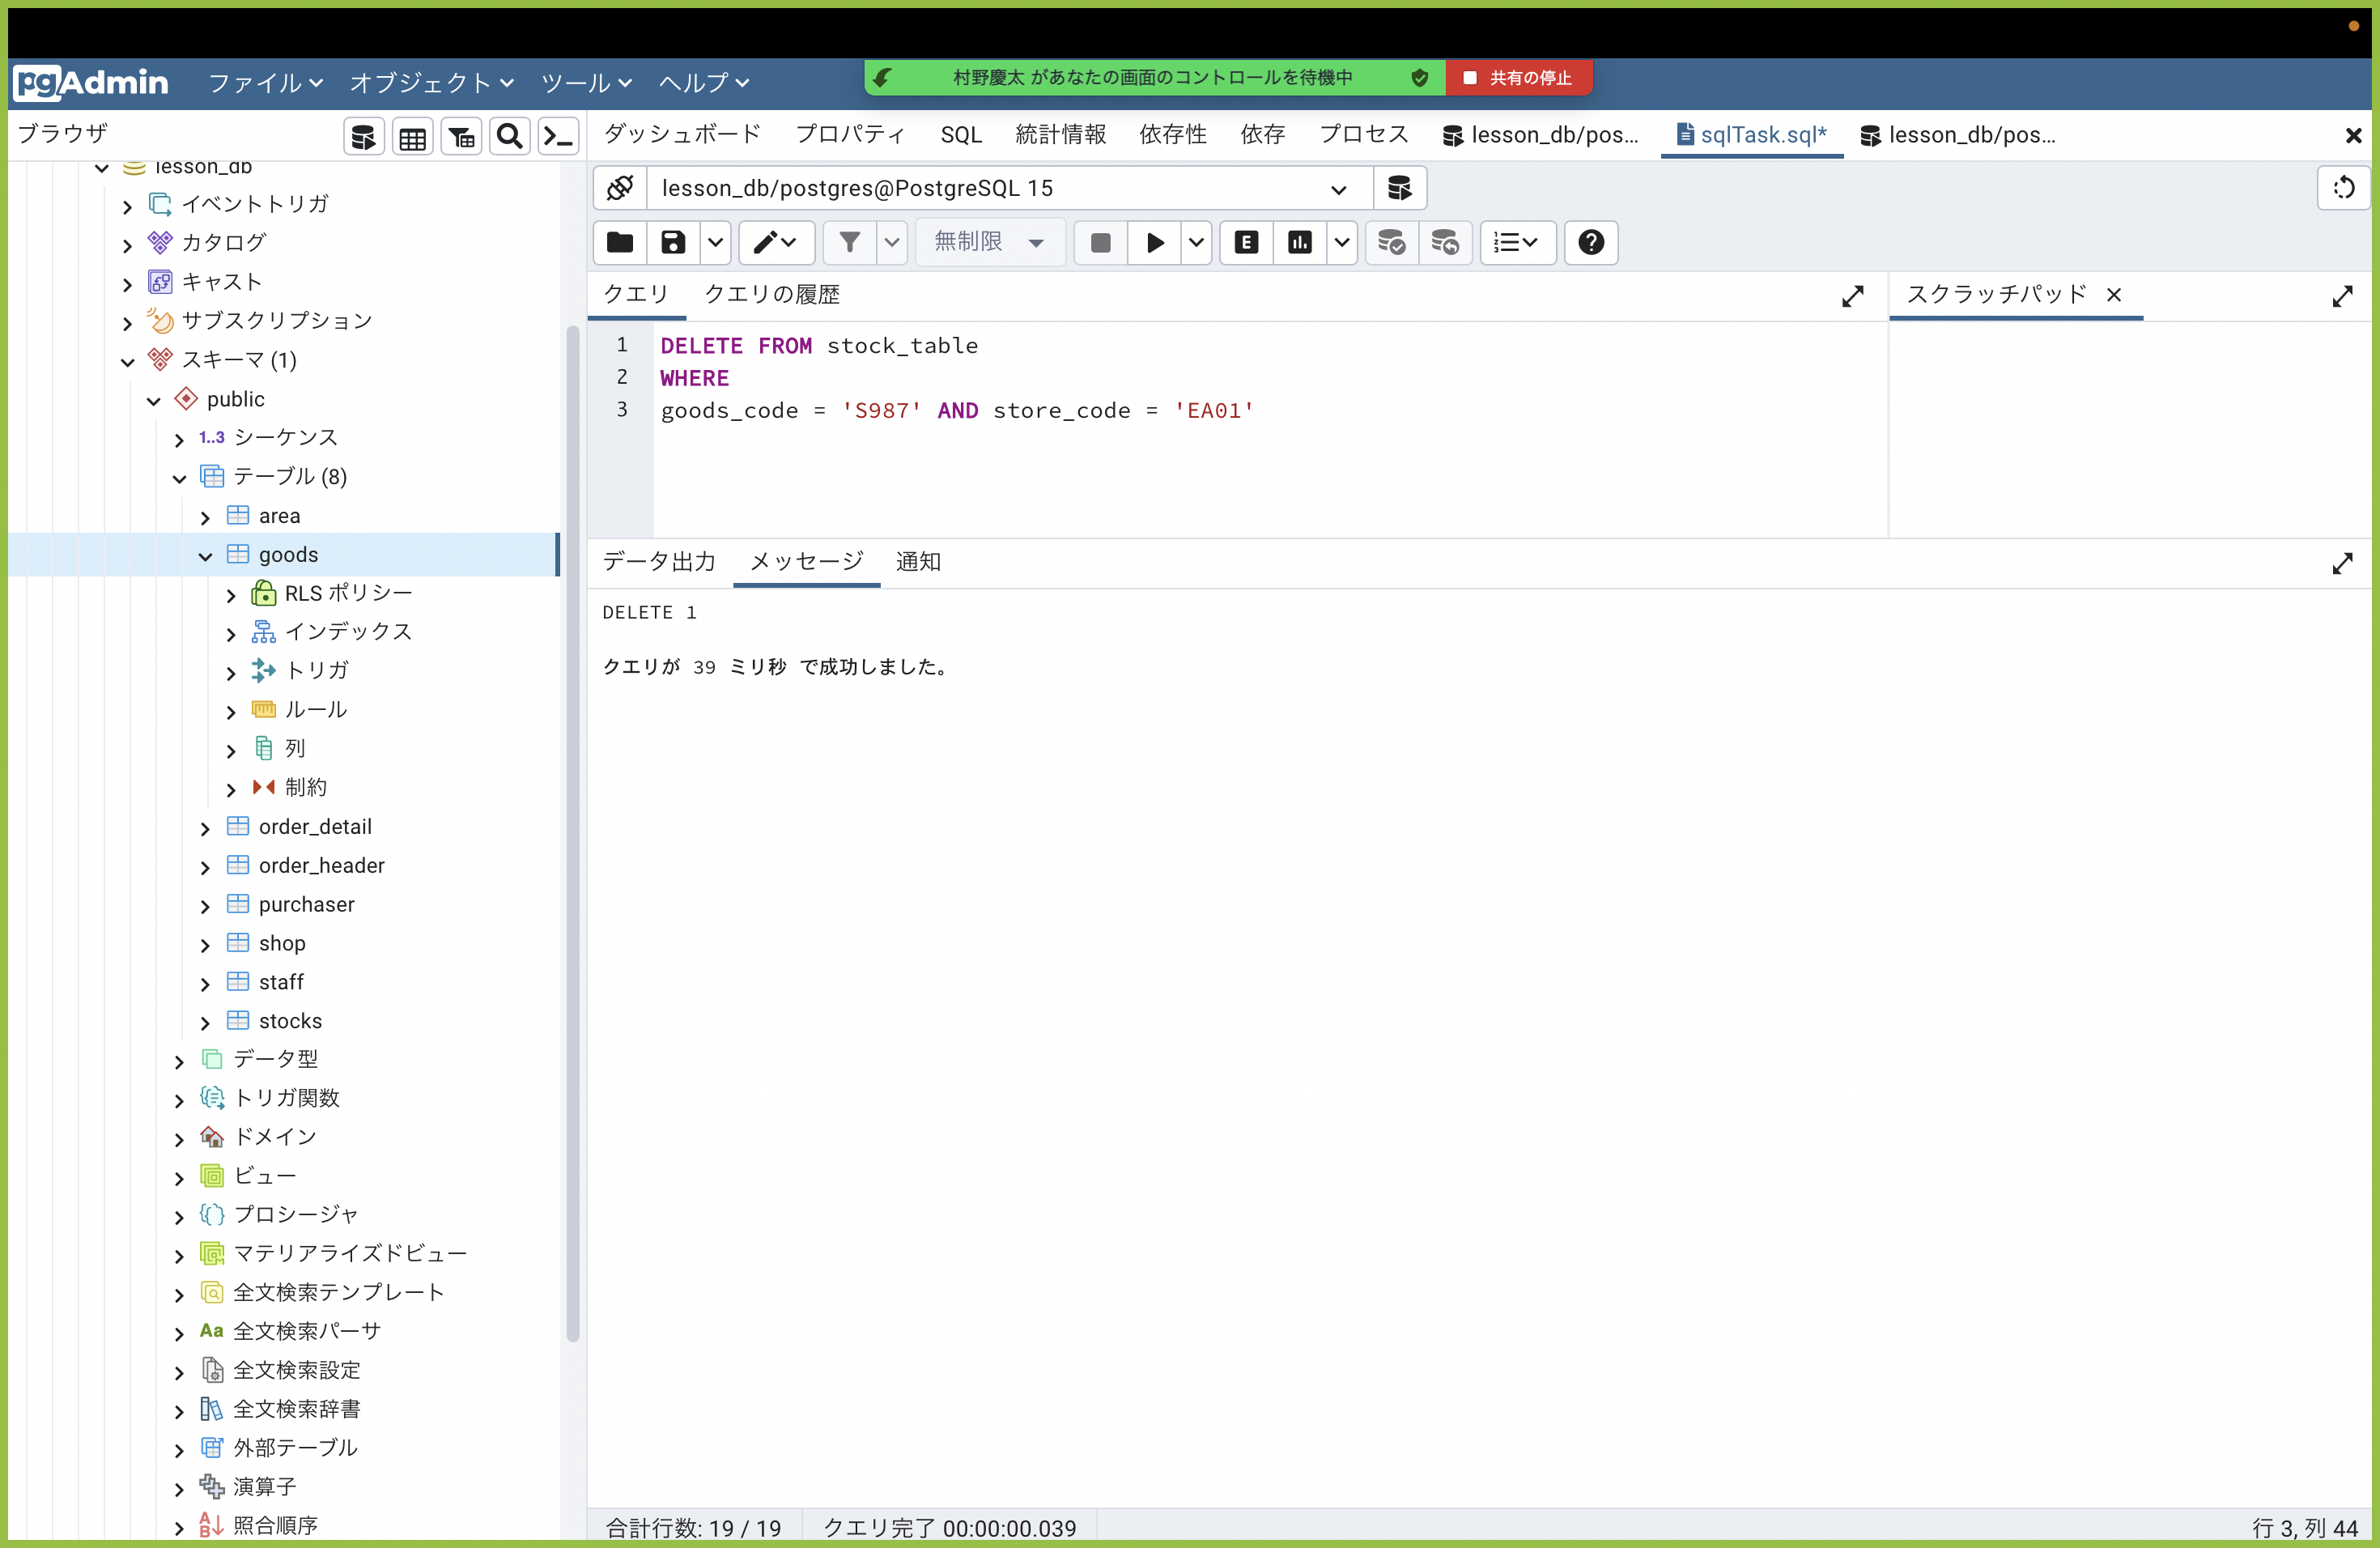 pgAdmin
ファイル オブジェクト ツール ヘルプ
村野慶太 があなたの画面のコントロールを待機中
共有の停止
ブラウザ
ダッシュボード プロパティ SQL 統計情報 依存性 依存 プロセス lesson_db/pos... sqlTask.sql* lesson_db/pos...
lesson_db
イベントトリガ
カタログ
キャスト
サブスクリプション
スキーマ (1)
public
1..3 シーケンス
テーブル (8)
area
goods
RLS ポリシー
インデックス
トリガ
ルール
列
制約
order_detail
order_header
purchaser
shop
staff
stocks
データ型
トリガ関数
ドメイン
ビュー
プロシージャ
マテリアライズドビュー
全文検索テンプレート
Aa 全文検索パーサ
全文検索設定
全文検索辞書
外部テーブル
演算子
照合順序
lesson_db/postgres@PostgreSQL 15
無制限
E
クエリ クエリの履歴
スクラッチパッド
1 DELETE FROM stock_table
2 WHERE
3 goods_code = 'S987' AND store_code = 'EA01'
データ出力 メッセージ 通知
DELETE 1
クエリが 39 ミリ秒 で成功しました。
合計行数: 19 / 19 クエリ完了 00:00:00.039
行 3, 列 44